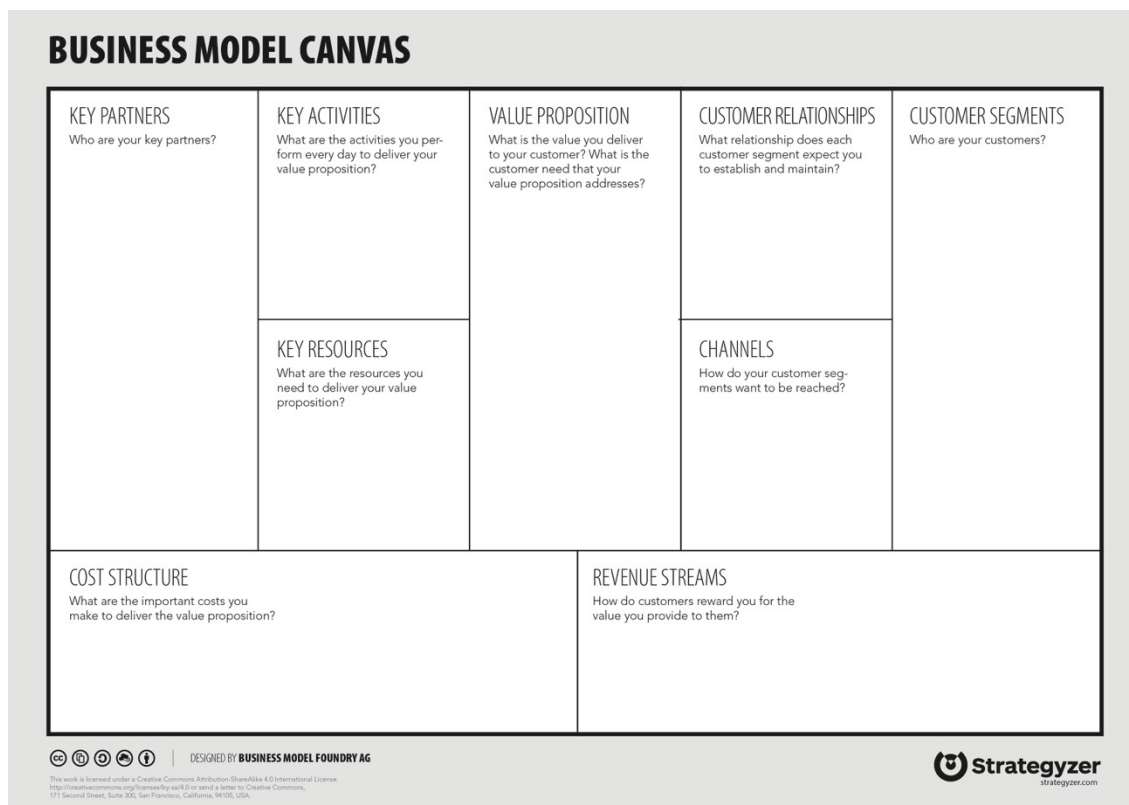 BUSINESS MODEL CANVAS
KEY PARTNERS
Who are your key partners?
KEY ACTIVITIES
What are the activities you per-
form every day to deliver your
value proposition?
VALUE PROPOSITION
What is the value you deliver
to your customer? What is the
customer need that your
value proposition addresses?
CUSTOMER RELATIONSHIPS
What relationship does each
customer segment expect you
to establish and maintain?
CUSTOMER SEGMENTS
Who are your customers?
KEY RESOURCES
What are the resources you
need to deliver your value
proposition?
CHANNELS
How do your customer seg-
ments want to be reached?
COST STRUCTURE
What are the important costs you
make to deliver the value proposition?
REVENUE STREAMS
How do customers reward you for the
value you provide to them?
cc
DESIGNED BY BUSINESS MODEL FOUNDRY AG
This work is licensed under a Creative Commons Attribution-ShareAlike 4.0 International License.
http://creativecommons.org/licenses/by-sa/4.0 or send a letter to Creative Commons,
171 Second Street, Suite 300, San Francisco, California, 94105, USA.
Strategyzer
strategyzer.com